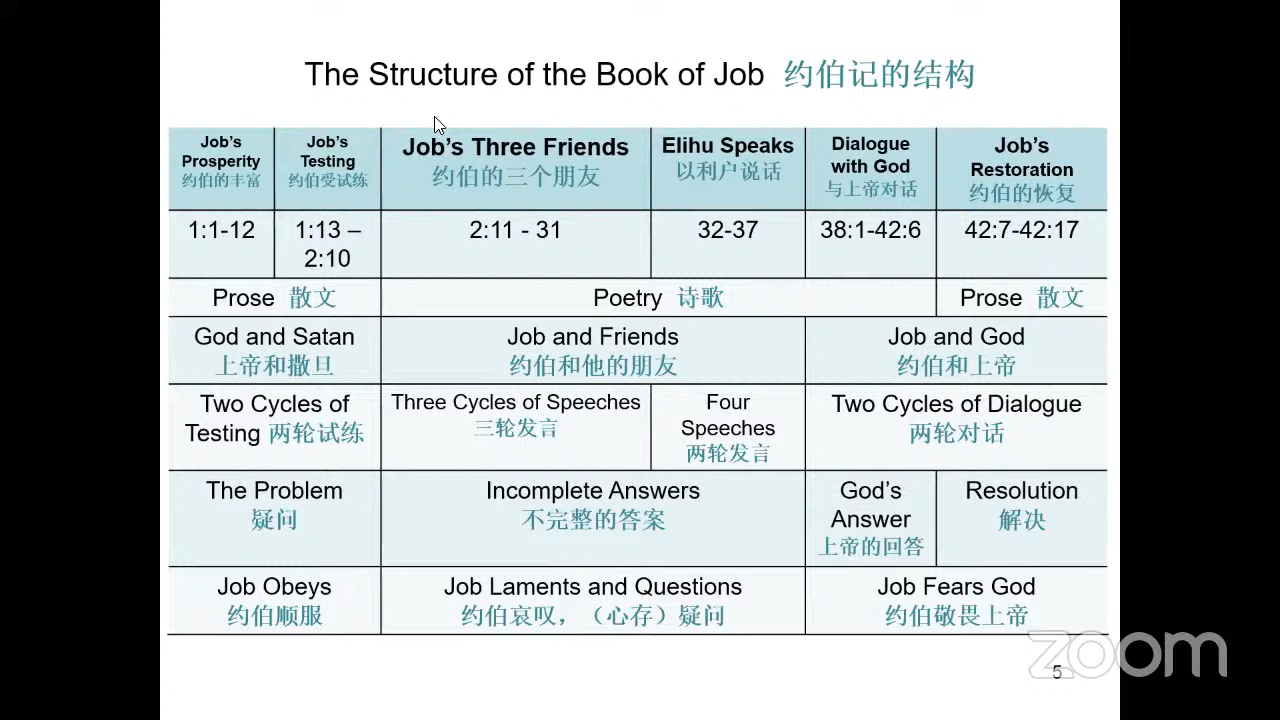 The Structure of the Book of Job 约伯记的结构
Job's
Prosperity
约伯的丰富
Job's
Testing
约伯受试练
Job's Three Friends
约伯的三个朋友
Elihu Speaks
以利户说话
Dialogue
with God
与上帝对话
Job's
Restoration
约伯的恢复
1:1-12
1:13 –
2:10
2:11 - 31
32-37
38:1-42:6
42:7-42:17
Prose 散文
Poetry 诗歌
Prose 散文
God and Satan
上帝和撒旦
Job and Friends
约伯和他的朋友
Job and God
约伯和上帝
Two Cycles of
Testing 两轮试练
Three Cycles of Speeches
三轮发言
Four
Speeches
两轮发言
Two Cycles of Dialogue
两轮对话
The Problem
疑问
Incomplete Answers
不完整的答案
God's
Answer
上帝的回答
Resolution
解决
Job Obeys
约伯顺服
Job Laments and Questions
约伯哀叹，（心存）疑问
Job Fears God
约伯敬畏上帝
zoom
5